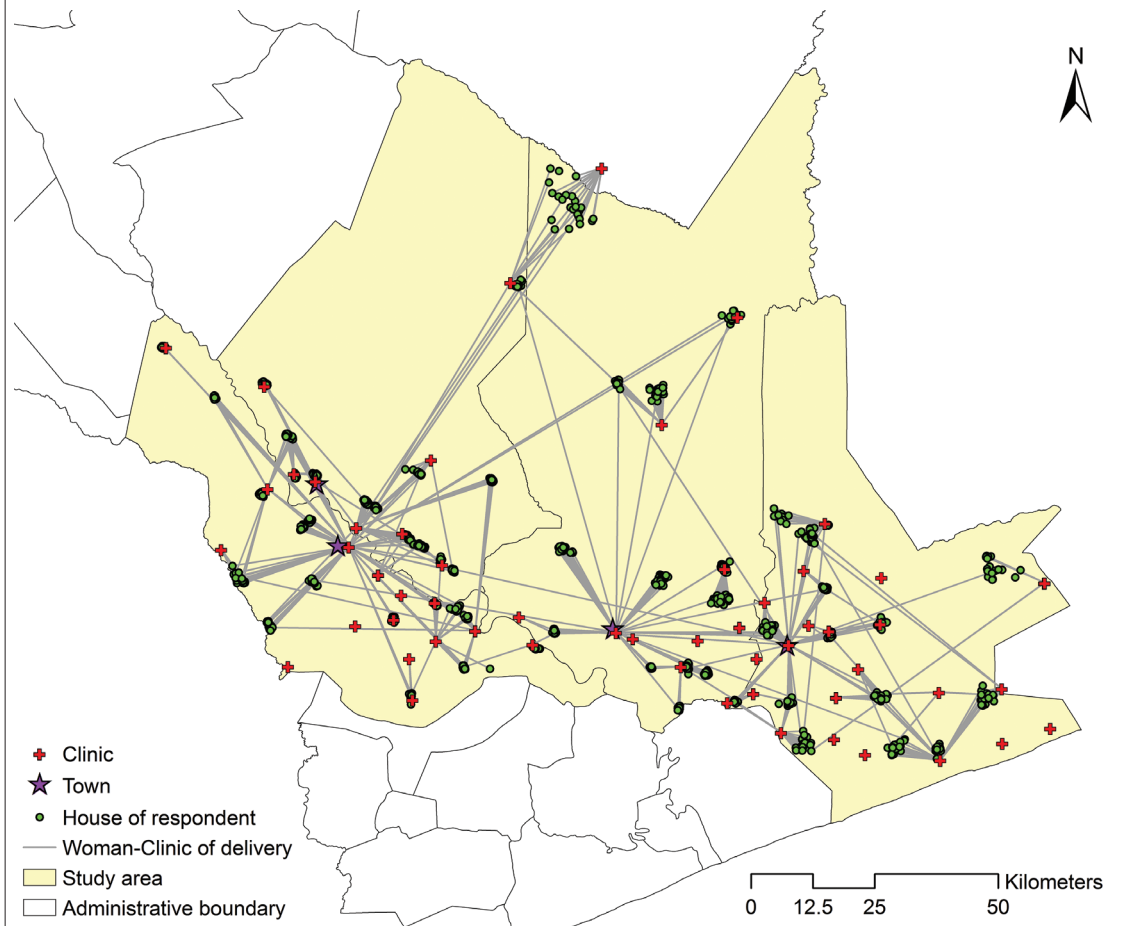 N
Clinic
Town
House of respondent
Woman-Clinic of delivery
Study area
Administrative boundary
Kilometers
0 12.5 25 50